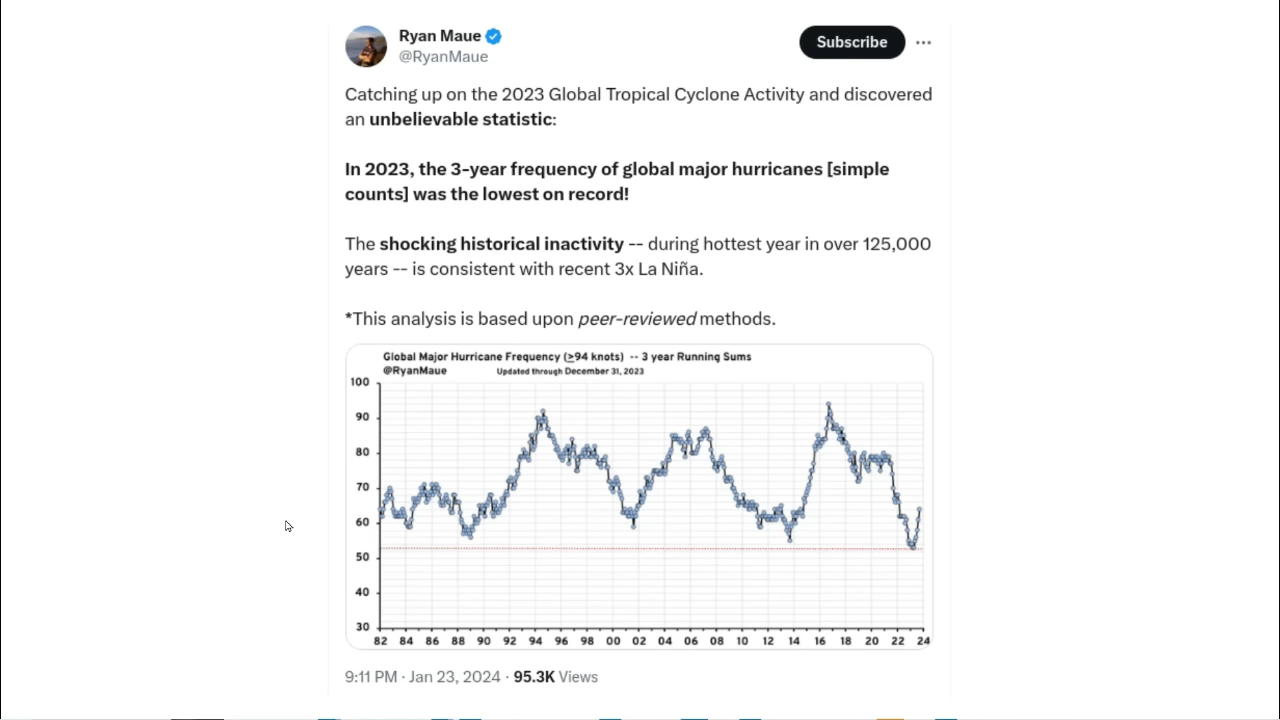 Ryan Maue
@RyanMaue
Subscribe
Catching up on the 2023 Global Tropical Cyclone Activity and discovered
an unbelievable statistic:
In 2023, the 3-year frequency of global major hurricanes [simple
counts] was the lowest on record!
The shocking historical inactivity -- during hottest year in over 125,000
years -- is consistent with recent 3x La Niña.
*This analysis is based upon peer-reviewed methods.
Global Major Hurricane Frequency (≥94 knots) -- 3 year Running Sums
@RyanMaue Updated through December 31, 2023
100
90
80
70
60
50
40
30
82 84 86 88 90 92 94 96 98 00 02 04 06 08 10 12 14 16 18 20 22 24
9:11 PM · Jan 23, 2024 · 95.3K Views